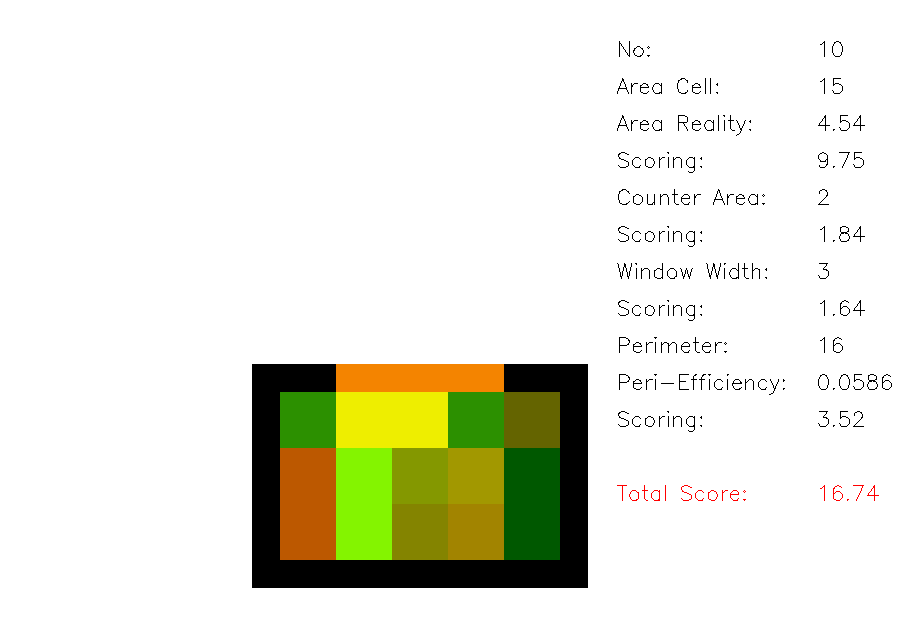 No: 10
Area Cell: 15
Area Reality: 4.54
Scoring: 9.75
Counter Area: 2
Scoring: 1.84
Window Width: 3
Scoring: 1.64
Perimeter: 16
Peri-Efficiency: 0.0586
Scoring: 3.52
Total Score: 16.74